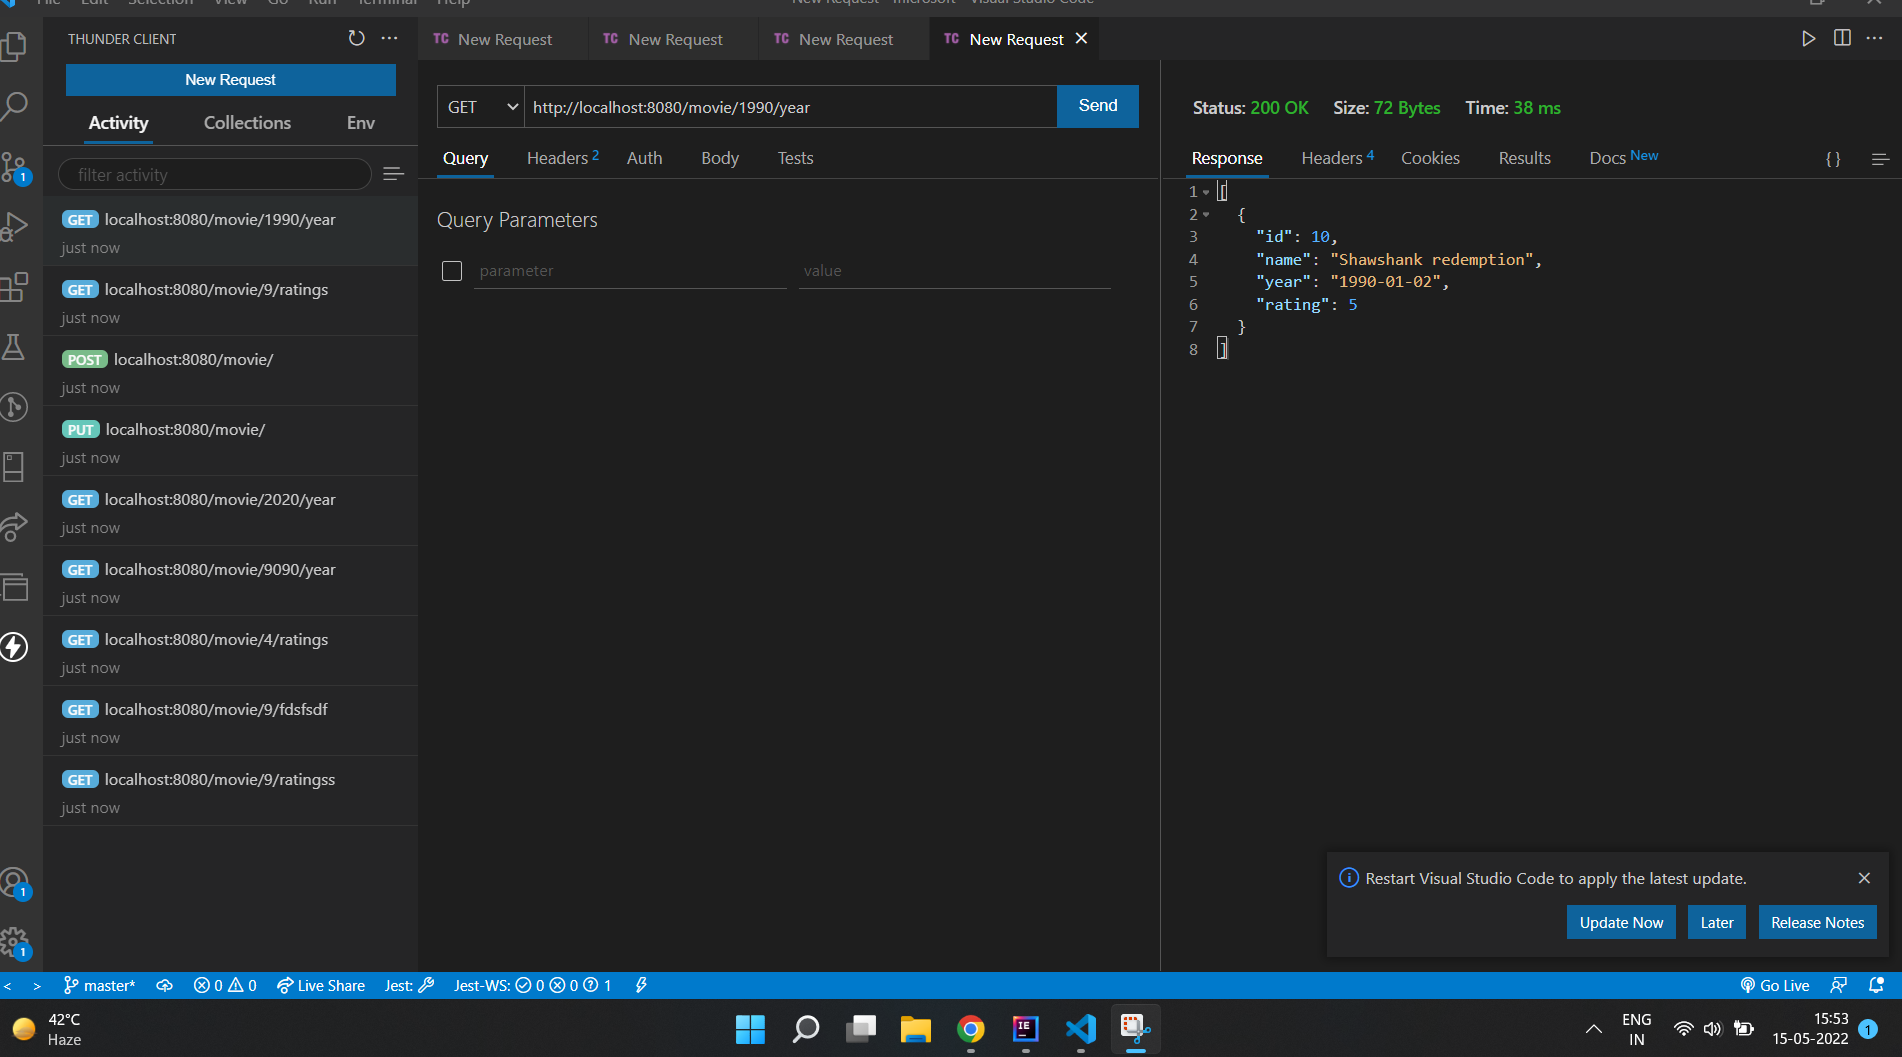 File Edit Selection View Go Run Terminal Help
New Request - microsoft - Visual Studio Code
THUNDER CLIENT
New Request
Activity Collections Env
filter activity
GET localhost:8080/movie/1990/year
just now
GET localhost:8080/movie/9/ratings
just now
POST localhost:8080/movie/
just now
PUT localhost:8080/movie/
just now
GET localhost:8080/movie/2020/year
just now
GET localhost:8080/movie/9090/year
just now
GET localhost:8080/movie/4/ratings
just now
GET localhost:8080/movie/9/fdsfsdf
just now
GET localhost:8080/movie/9/ratingss
just now
TC New Request TC New Request TC New Request TC New Request
GET http://localhost:8080/movie/1990/year Send
Query Headers 2 Auth Body Tests
Query Parameters
parameter value
Status: 200 OK Size: 72 Bytes Time: 38 ms
Response Headers 4 Cookies Results Docs New {}
1 [
2 {
3 "id": 10,
4 "name": "Shawshank redemption",
5 "year": "1990-01-02",
6 "rating": 5
7 }
8 ]
1
1
1
Restart Visual Studio Code to apply the latest update.
Update Now Later Release Notes
< > master* 0 0 Live Share Jest: Jest-WS: 0 0 1 Go Live
42°C
Haze
IE
ENG
IN
15:53
15-05-2022
1